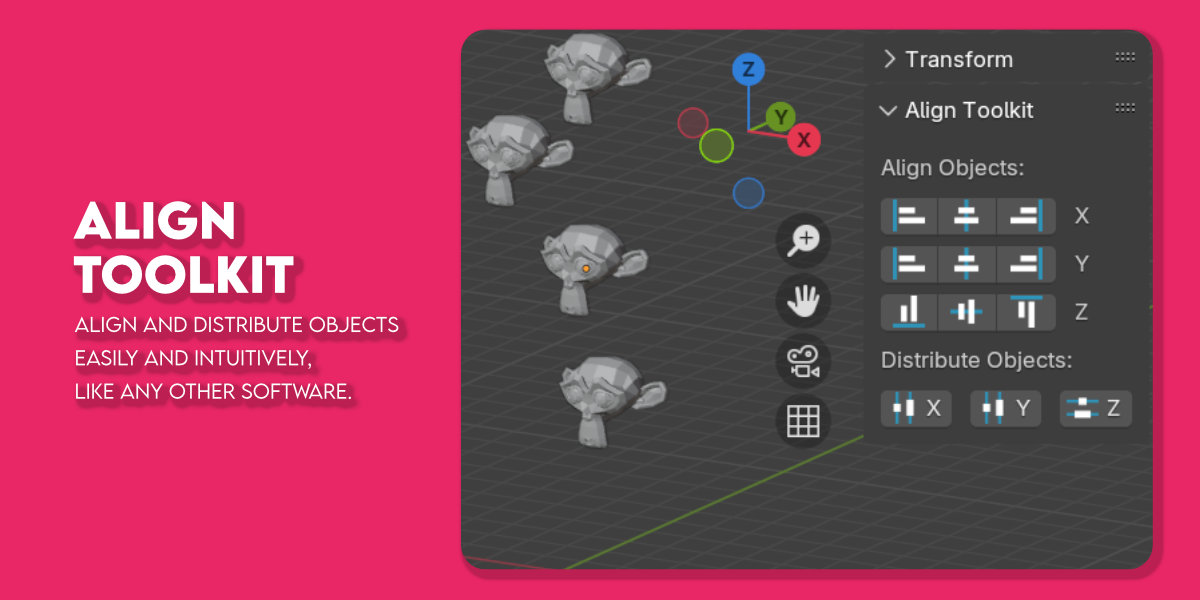 ALIGN
TOOLKIT
ALIGN AND DISTRIBUTE OBJECTS
EASILY AND INTUITIVELY,
LIKE ANY OTHER SOFTWARE.
Z
Y
X
Transform
Align Toolkit
Align Objects:
X
Y
Z
Distribute Objects:
X Y Z